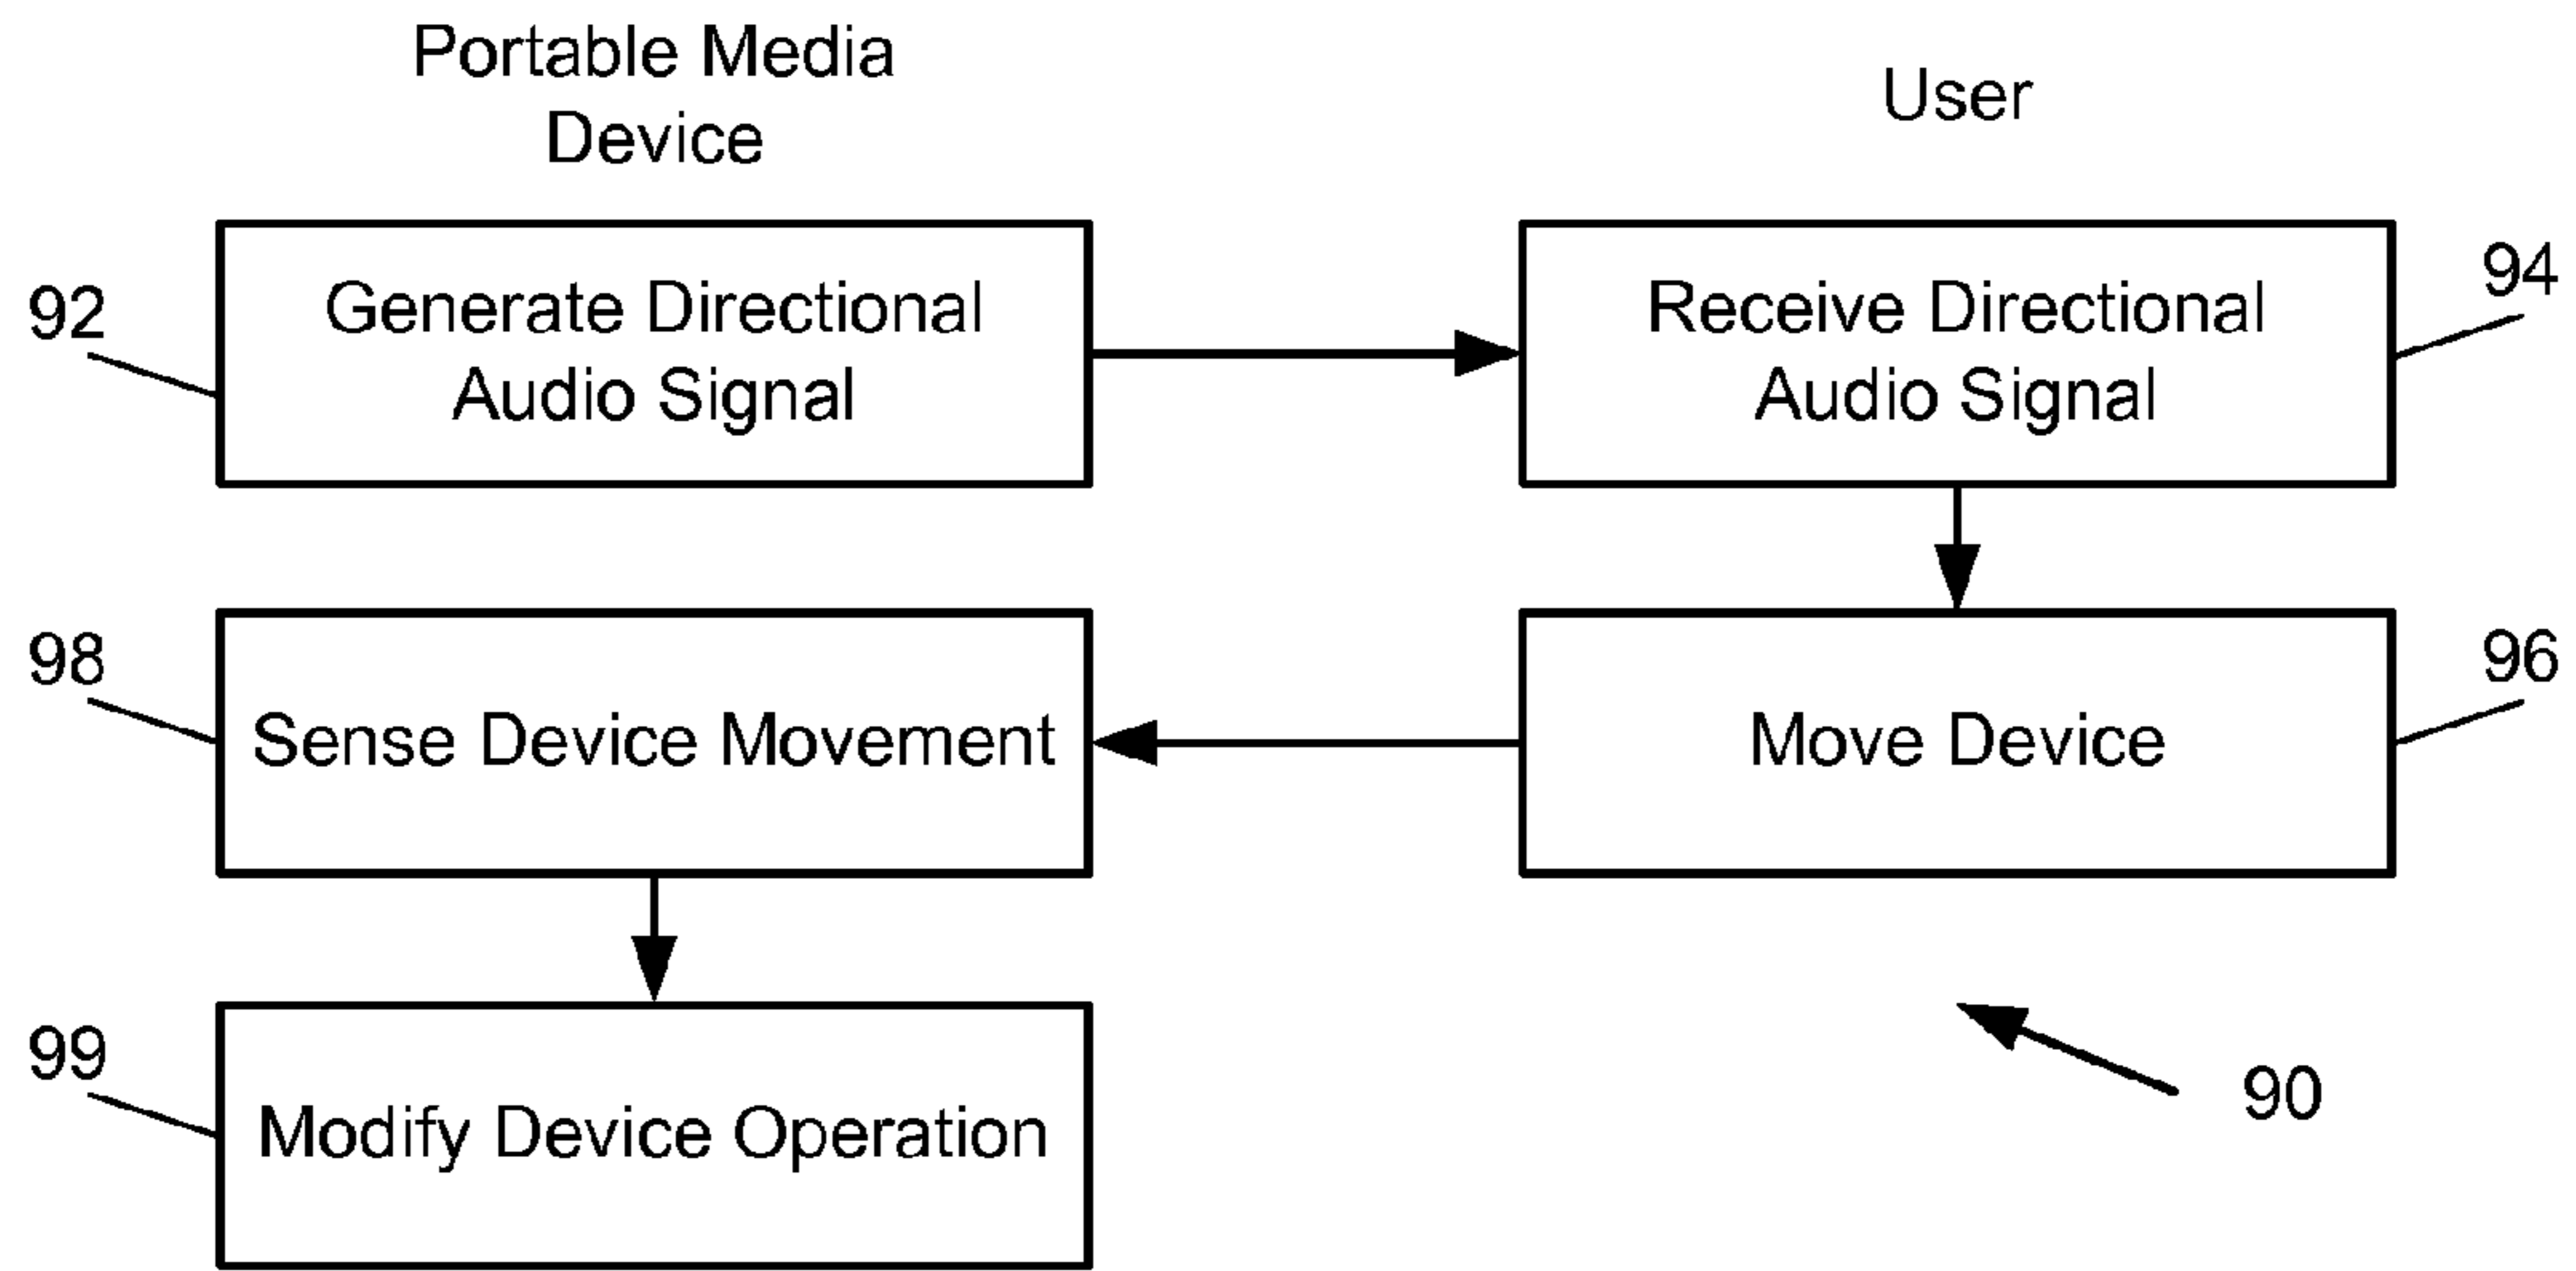 Portable Media
Device
User
92
Generate Directional
Audio Signal
Receive Directional
Audio Signal
94
98
Sense Device Movement
Move Device
96
99
Modify Device Operation
90